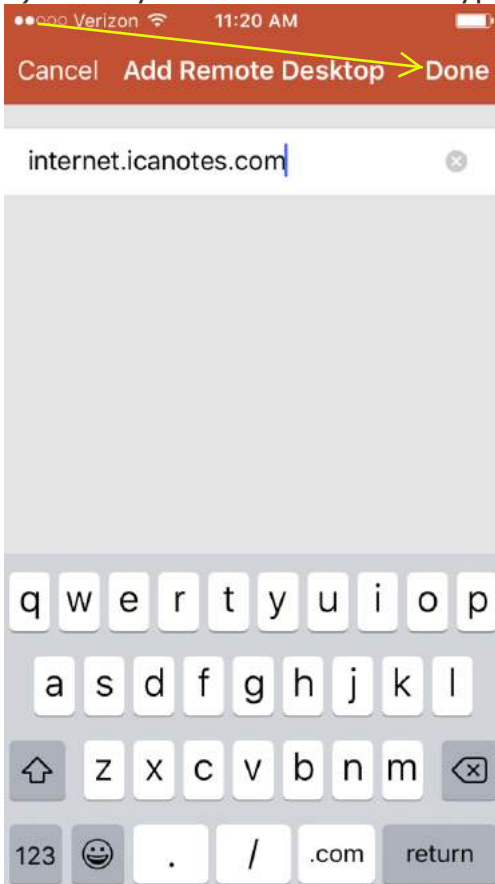 Verizon 11:20 AM
Cancel Add Remote Desktop Done
internet.icanotes.com
q w e r t y u i o p
a s d f g h j k l
z x c v b n m
123 . / .com return